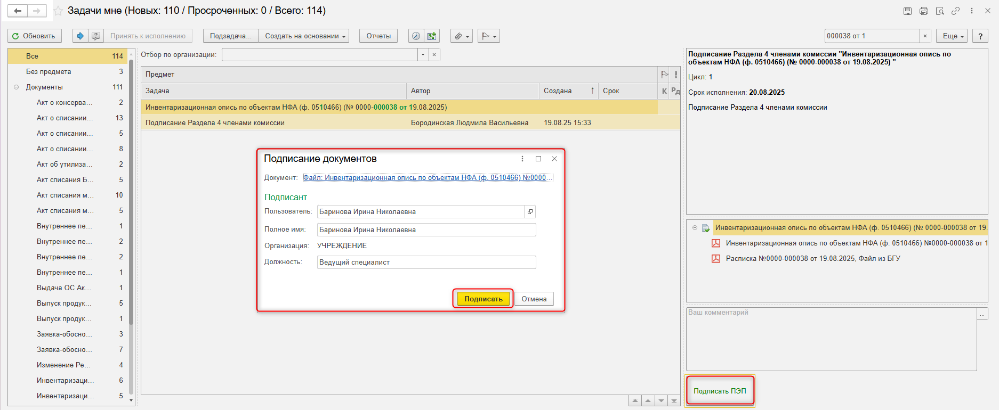 Задачи мне (Новых: 110 / Просроченных: 0 / Всего: 114)
Обновить
Принять к исполнению
Подзадача...
Создать на основании
Отчеты
000038 от 1
×
Еще
?
Все 114
Без предмета 3
Документы 111
Акт о консерва... 2
Акт о списании... 13
Акт о списании... 5
Акт о списании... 8
Акт об утилиза... 2
Акт списания Б... 5
Акт списания м... 10
Акт списания м... 5
Внутреннее пе... 1
Внутреннее пе... 2
Внутреннее пе... 2
Внутреннее пе... 1
Выдача ОС Ак... 1
Выпуск продук... 5
Выпуск продук... 1
Заявка-обосно... 3
Заявка-обосно... 7
Изменение Ре... 4
Инвентаризаци... 6
Инвентаризаци... 5
Отбор по организации:
Предмет
Задача Автор Создана ↑ Срок К Рд
Инвентаризационная опись по объектам НФА (ф. 0510466) (№ 0000-000038 от 19.08.2025)
Подписание Раздела 4 членами комиссии Бородинская Людмила Васильевна 19.08.25 15:33
Подписание документов
Документ: Файл: Инвентаризационная опись по объектам НФА (ф. 0510466) №0000...
Подписант
Пользователь: Баринова Ирина Николаевна
Полное имя: Баринова Ирина Николаевна
Организация: УЧРЕЖДЕНИЕ
Должность: Ведущий специалист
Подписать
Отмена
Подписание Раздела 4 членами комиссии "Инвентаризационная опись по
объектам НФА (ф. 0510466) (№ 0000-000038 от 19.08.2025) "
Цикл: 1
Срок исполнения: 20.08.2025
Подписание Раздела 4 членами комиссии
Инвентаризационная опись по объектам НФА (ф. 0510466) (№ 0000-000038 от 19.
Инвентаризационная опись по объектам НФА (ф. 0510466) №0000-000038 от 1
Расписка №0000-000038 от 19.08.2025, Файл из БГУ
Ваш комментарий
...
Подписать ПЭП